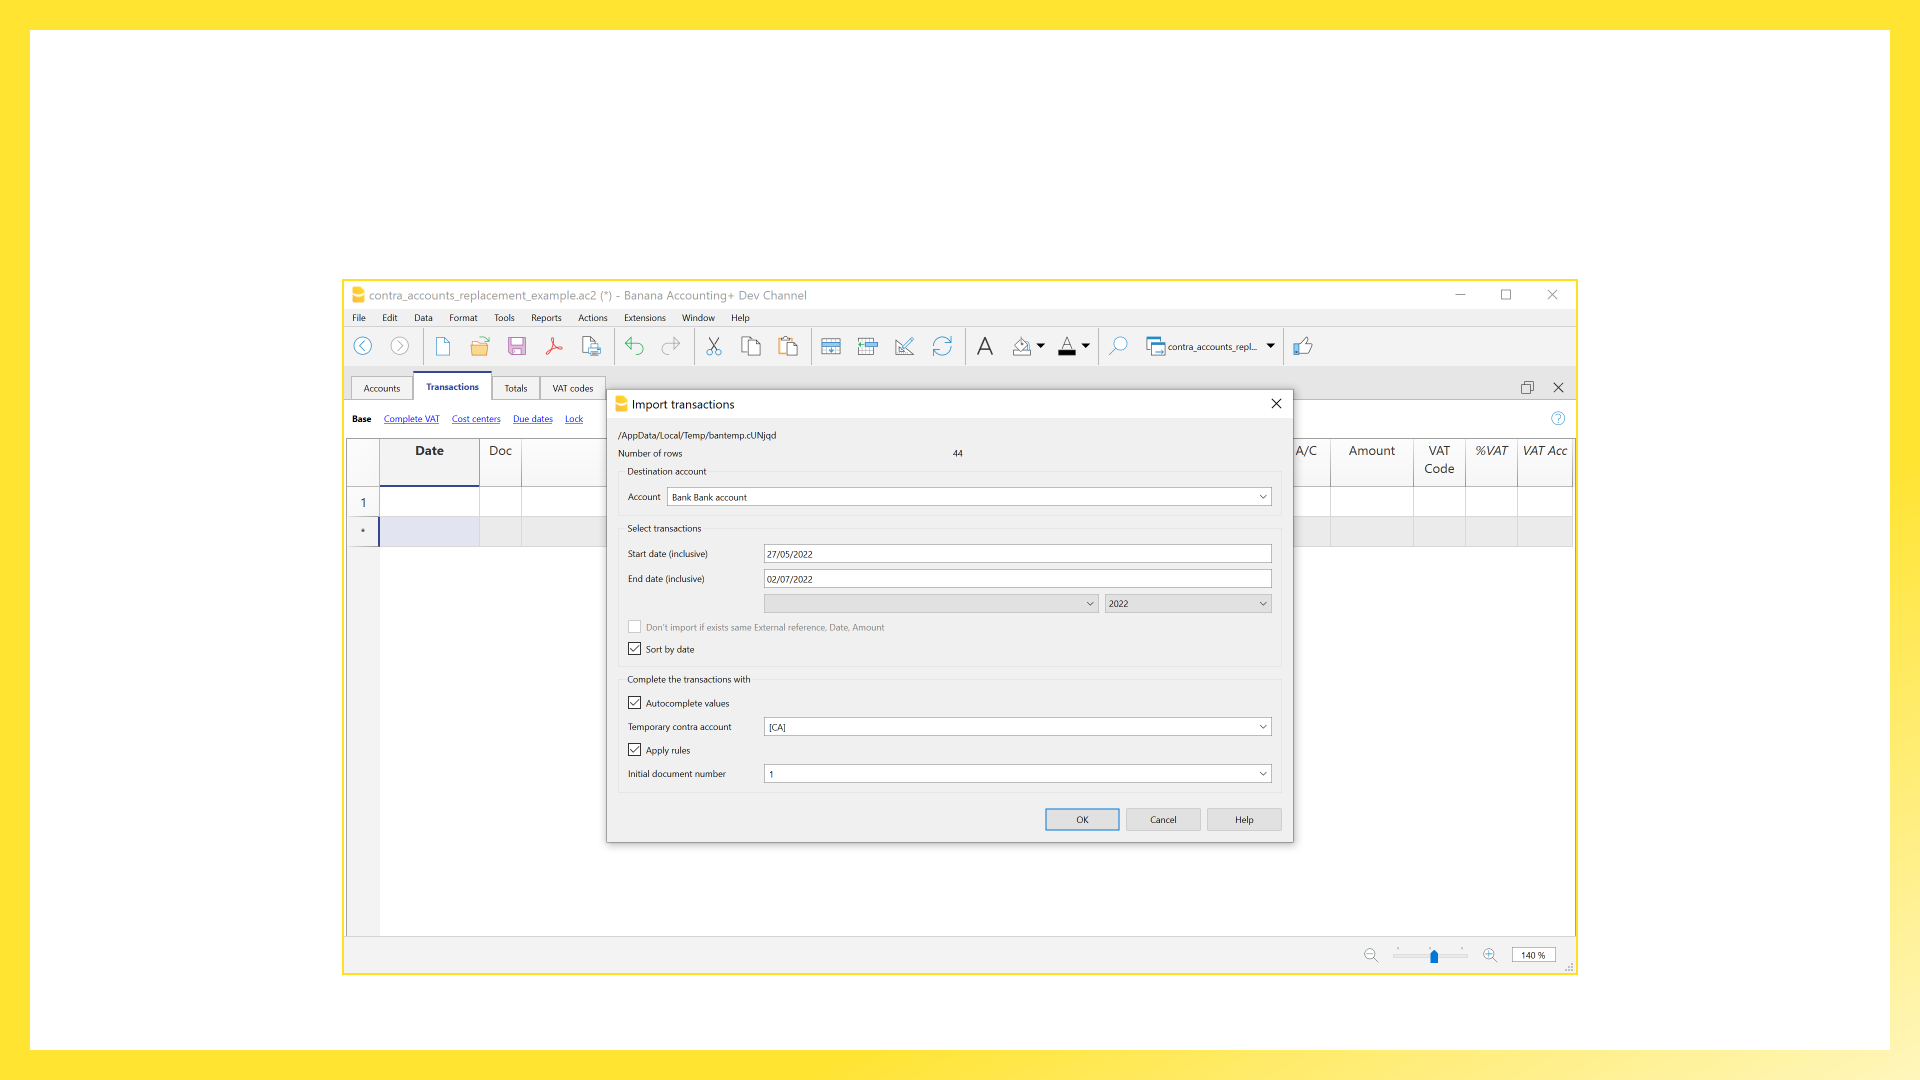 contra_accounts_replacement_example.ac2 (*) - Banana Accounting+ Dev Channel
File Edit Data Format Tools Reports Actions Extensions Window Help
A A contra_accounts_repl...
Accounts Transactions Totals VAT codes
Import transactions
Base Complete VAT Cost centers Due dates Lock ?
/AppData/Local/Temp/bantemp.cUNjqd
Date Doc A/C Amount VAT Code %VAT VAT Acc
Number of rows 44
Destination account
Account Bank Bank account
1
*
Select transactions
Start date (inclusive) 27/05/2022
End date (inclusive) 02/07/2022
2022
Don't import if exists same External reference, Date, Amount
Sort by date
Complete the transactions with
Autocomplete values
Temporary contra account [CA]
Apply rules
Initial document number 1
OK Cancel Help
140 %